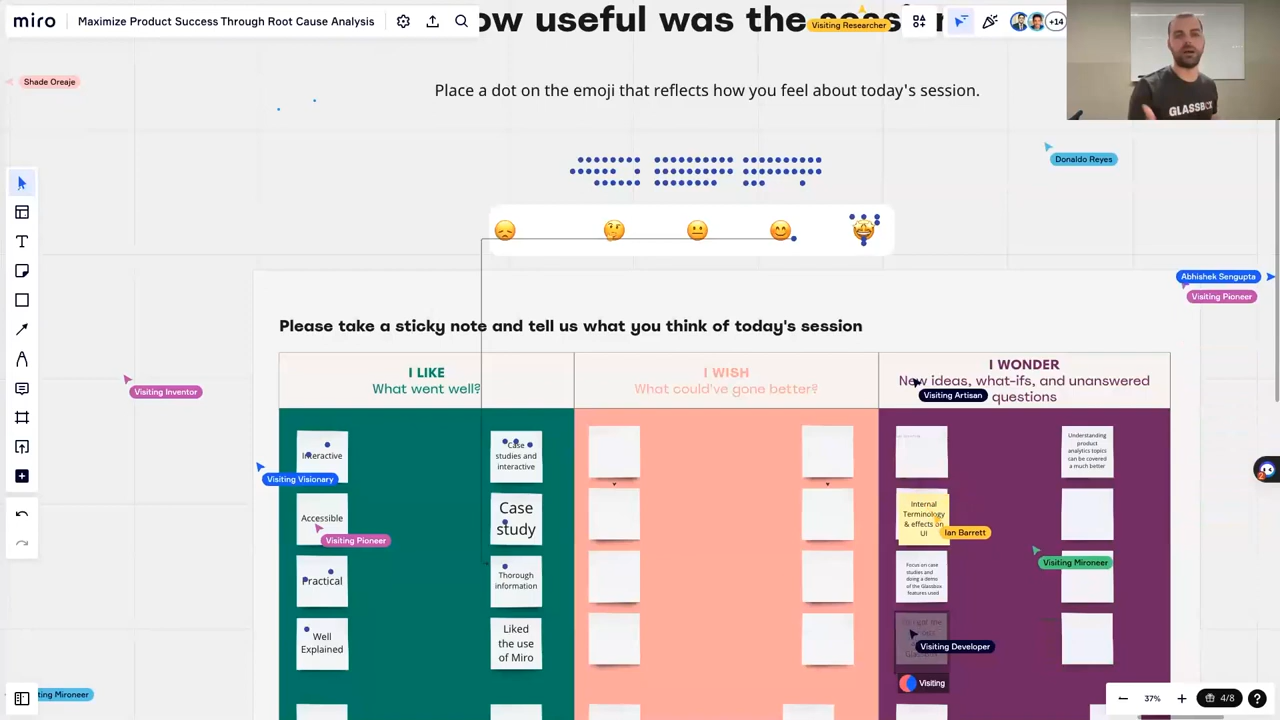 miro
Maximize Product Success Through Root Cause Analysis
ow useful was the sessi
Visiting Researcher
+14
GLASSBOX
Shade Oreaje
Place a dot on the emoji that reflects how you feel about today's session.
Donaldo Reyes
Abhishek Sengupta
Visiting Pioneer
Please take a sticky note and tell us what you think of today's session
I LIKE
What went well?
I WISH
What could've gone better?
I WONDER
New ideas, what-ifs, and unanswered
questions
Visiting Artisan
Visiting Inventor
Interactive
Case
studies and
interactive
Understanding
product
analytics topics
can be covered
a much better
Visiting Visionary
Accessible
Case
study
Internal
Terminology
& effects on
UI
Ian Barrett
Visiting Pioneer
Practical
Thorough
information
Focus on case
studies and
doing a demo
of the Glassbox
features used
Visiting Mironeer
Well
Explained
Liked
the use
of Miro
Visiting Developer
Visiting
ting Mironeer
37%
4/8